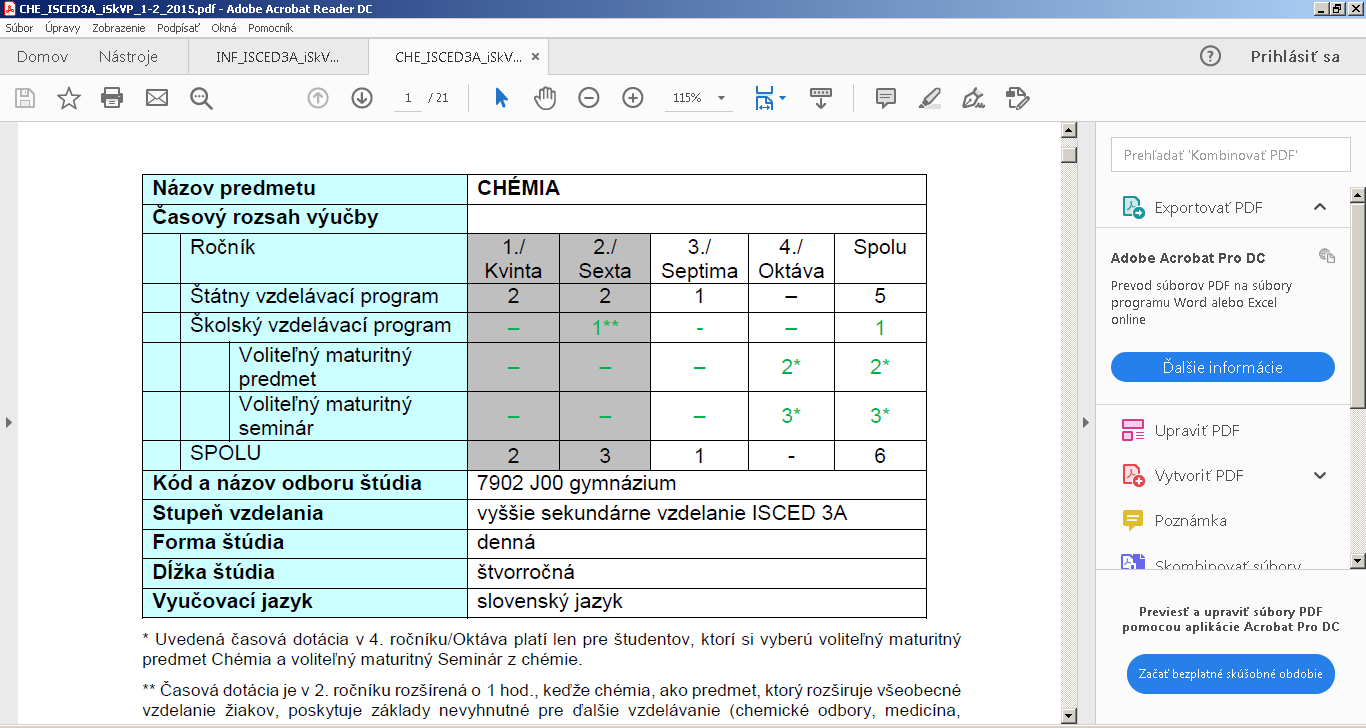 CHE_ISCED3A_iSkVP_1-2_2015.pdf - Adobe Acrobat Reader DC
Súbor Úpravy Zobrazenie Podpísať Okná Pomocník
Domov Nástroje INF_ISCED3A_iSkV... CHE_ISCED3A_iSkV... × ? Prihlásiť sa
1 / 21 115%
Názov predmetu CHÉMIA
Časový rozsah výučby
Ročník 1./ 2./ 3./ 4./ Spolu
Kvinta Sexta Septima Oktáva
Štátny vzdelávací program 2 2 1 – 5
Školský vzdelávací program – 1** - – 1
Voliteľný maturitný
predmet – – – 2* 2*
Voliteľný maturitný
seminár – – – 3* 3*
SPOLU 2 3 1 - 6
Kód a názov odboru štúdia 7902 J00 gymnázium
Stupeň vzdelania vyššie sekundárne vzdelanie ISCED 3A
Forma štúdia denná
Dĺžka štúdia štvorročná
Vyučovací jazyk slovenský jazyk
* Uvedená časová dotácia v 4. ročníku/Oktáva platí len pre študentov, ktorí si vyberú voliteľný maturitný
predmet Chémia a voliteľný maturitný Seminár z chémie.
** Časová dotácia je v 2. ročníku rozšírená o 1 hod., keďže chémia, ako predmet, ktorý rozširuje všeobecné
vzdelanie žiakov, poskytuje základy nevyhnutné pre ďalšie vzdelávanie (chemické odbory, medicína,
Prehľadať 'Kombinovať PDF'
Exportovať PDF
Adobe Acrobat Pro DC
Prevod súborov PDF na súbory
programu Word alebo Excel
online
Ďalšie informácie
Upraviť PDF
Vytvoriť PDF
Poznámka
Skombinovať súbory
Previesť a upraviť súbory PDF
pomocou aplikácie Acrobat Pro DC
Začať bezplatné skúšobné obdobie